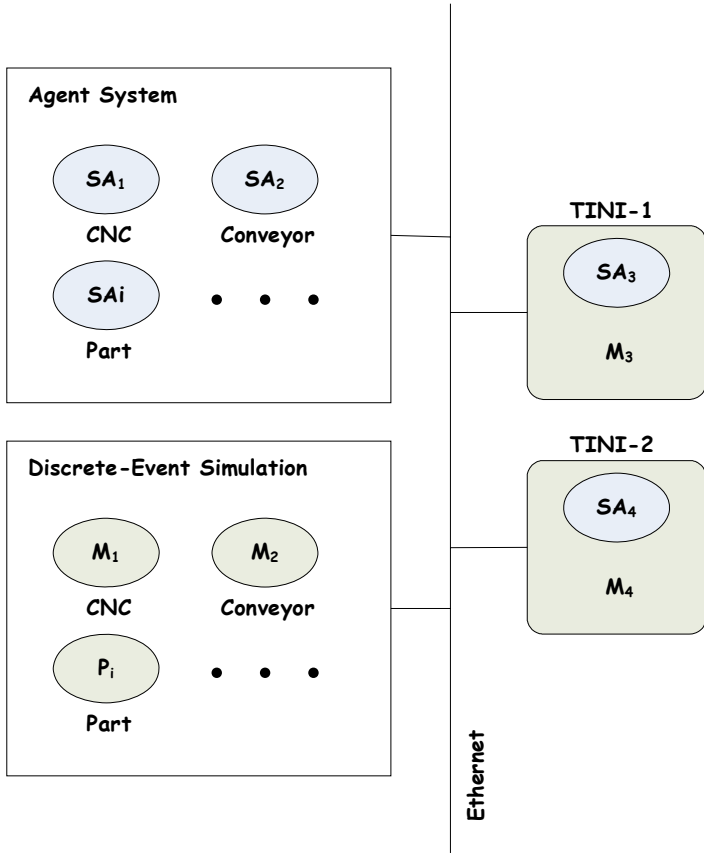 Agent System
SA₁
SA₂
CNC
Conveyor
SAi
Part
Discrete-Event Simulation
M₁
M₂
CNC
Conveyor
Pᵢ
Part
TINI-1
SA₃
M₃
TINI-2
SA₄
M₄
Ethernet